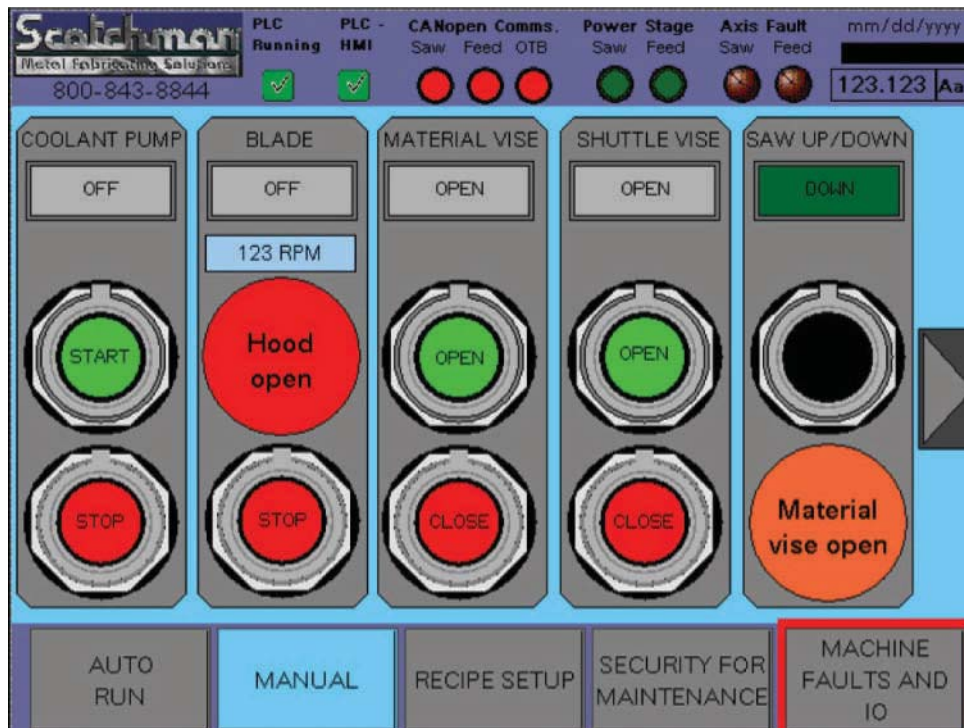 Scotchman
Metal Fabricating Solutions
800-843-8844
PLC
Running
PLC -
HMI
CANopen Comms.
Saw Feed OTB
Power Stage
Saw Feed
Axis Fault
Saw Feed
mm/dd/yyyy
123.123 Aa
COOLANT PUMP
OFF
START
STOP
BLADE
OFF
123 RPM
Hood
open
STOP
MATERIAL VISE
OPEN
OPEN
CLOSE
SHUTTLE VISE
OPEN
OPEN
CLOSE
SAW UP/DOWN
DOWN
Material
vise open
AUTO
RUN
MANUAL
RECIPE SETUP
SECURITY FOR
MAINTENANCE
MACHINE
FAULTS AND
IO